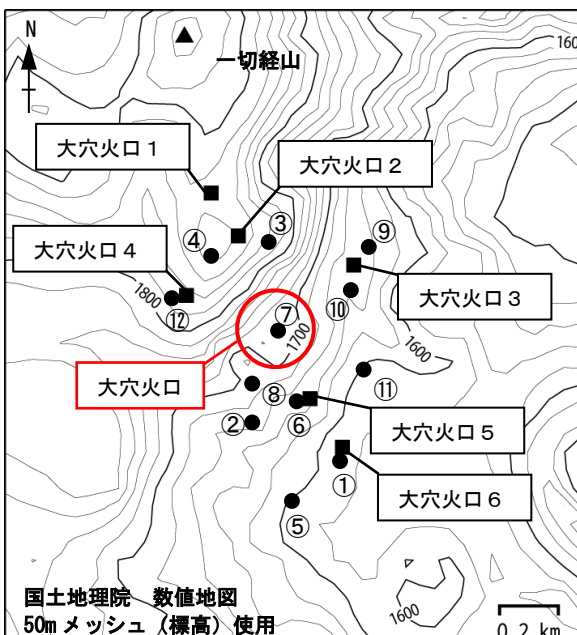 N
一切経山
1600
大穴火口1
大穴火口2
③
④
⑨
大穴火口4
大穴火口3
1800
⑫
⑩
⑦
1700
1600
大穴火口
⑪
⑧
⑥
②
大穴火口5
①
大穴火口6
⑤
国土地理院 数値地図
50mメッシュ(標高)使用
1600
0.2 km